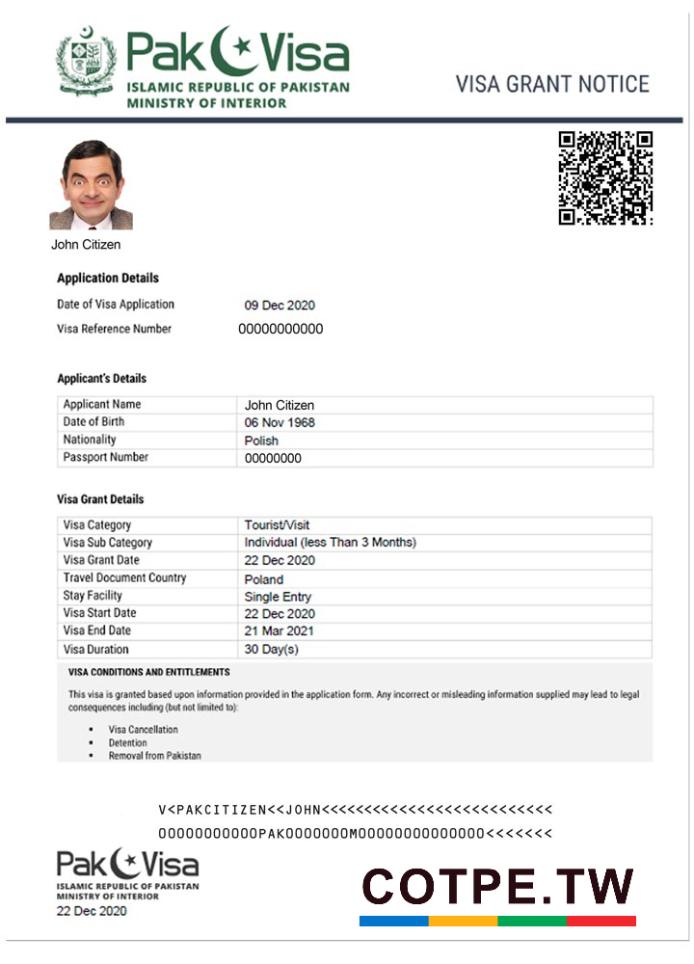 Pak Visa
ISLAMIC REPUBLIC OF PAKISTAN
MINISTRY OF INTERIOR
VISA GRANT NOTICE
John Citizen
Application Details
Date of Visa Application 09 Dec 2020
Visa Reference Number 00000000000
Applicant's Details
Applicant Name John Citizen
Date of Birth 06 Nov 1968
Nationality Polish
Passport Number 00000000
Visa Grant Details
Visa Category Tourist/Visit
Visa Sub Category Individual (less Than 3 Months)
Visa Grant Date 22 Dec 2020
Travel Document Country Poland
Stay Facility Single Entry
Visa Start Date 22 Dec 2020
Visa End Date 21 Mar 2021
Visa Duration 30 Day(s)
VISA CONDITIONS AND ENTITLEMENTS
This visa is granted based upon information provided in the application form. Any incorrect or misleading information supplied may lead to legal
consequences including (but not limited to):
▪ Visa Cancellation
▪ Detention
▪ Removal from Pakistan
V<PAKCITIZEN<<JOHN<<<<<<<<<<<<<<<<<<<<<<<<<<<
00000000000PAK0000000M00000000000000<<<<<<<
Pak Visa
ISLAMIC REPUBLIC OF PAKISTAN
MINISTRY OF INTERIOR
22 Dec 2020
COTPE.TW